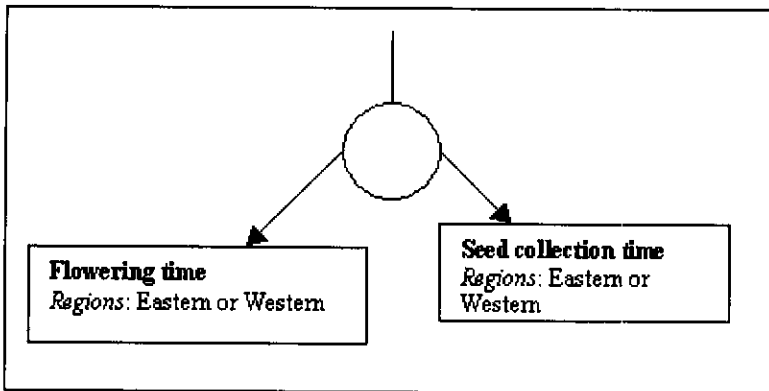 Flowering time
Regions: Eastern or Western
Seed collection time
Regions: Eastern or
Western